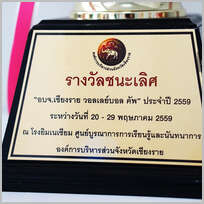 รางวัลชนะเลิศ
"อบจ.เชียงราย วอลเลย์บอล คัพ" ประจำปี 2559
ระหว่างวันที่ 20 - 29 พฤษภาคม 2559
ณ โรงยิมเนเซียม ศูนย์บูรณาการการเรียนรู้และนันทนาการ
องค์การบริหารส่วนจังหวัดเชียงราย